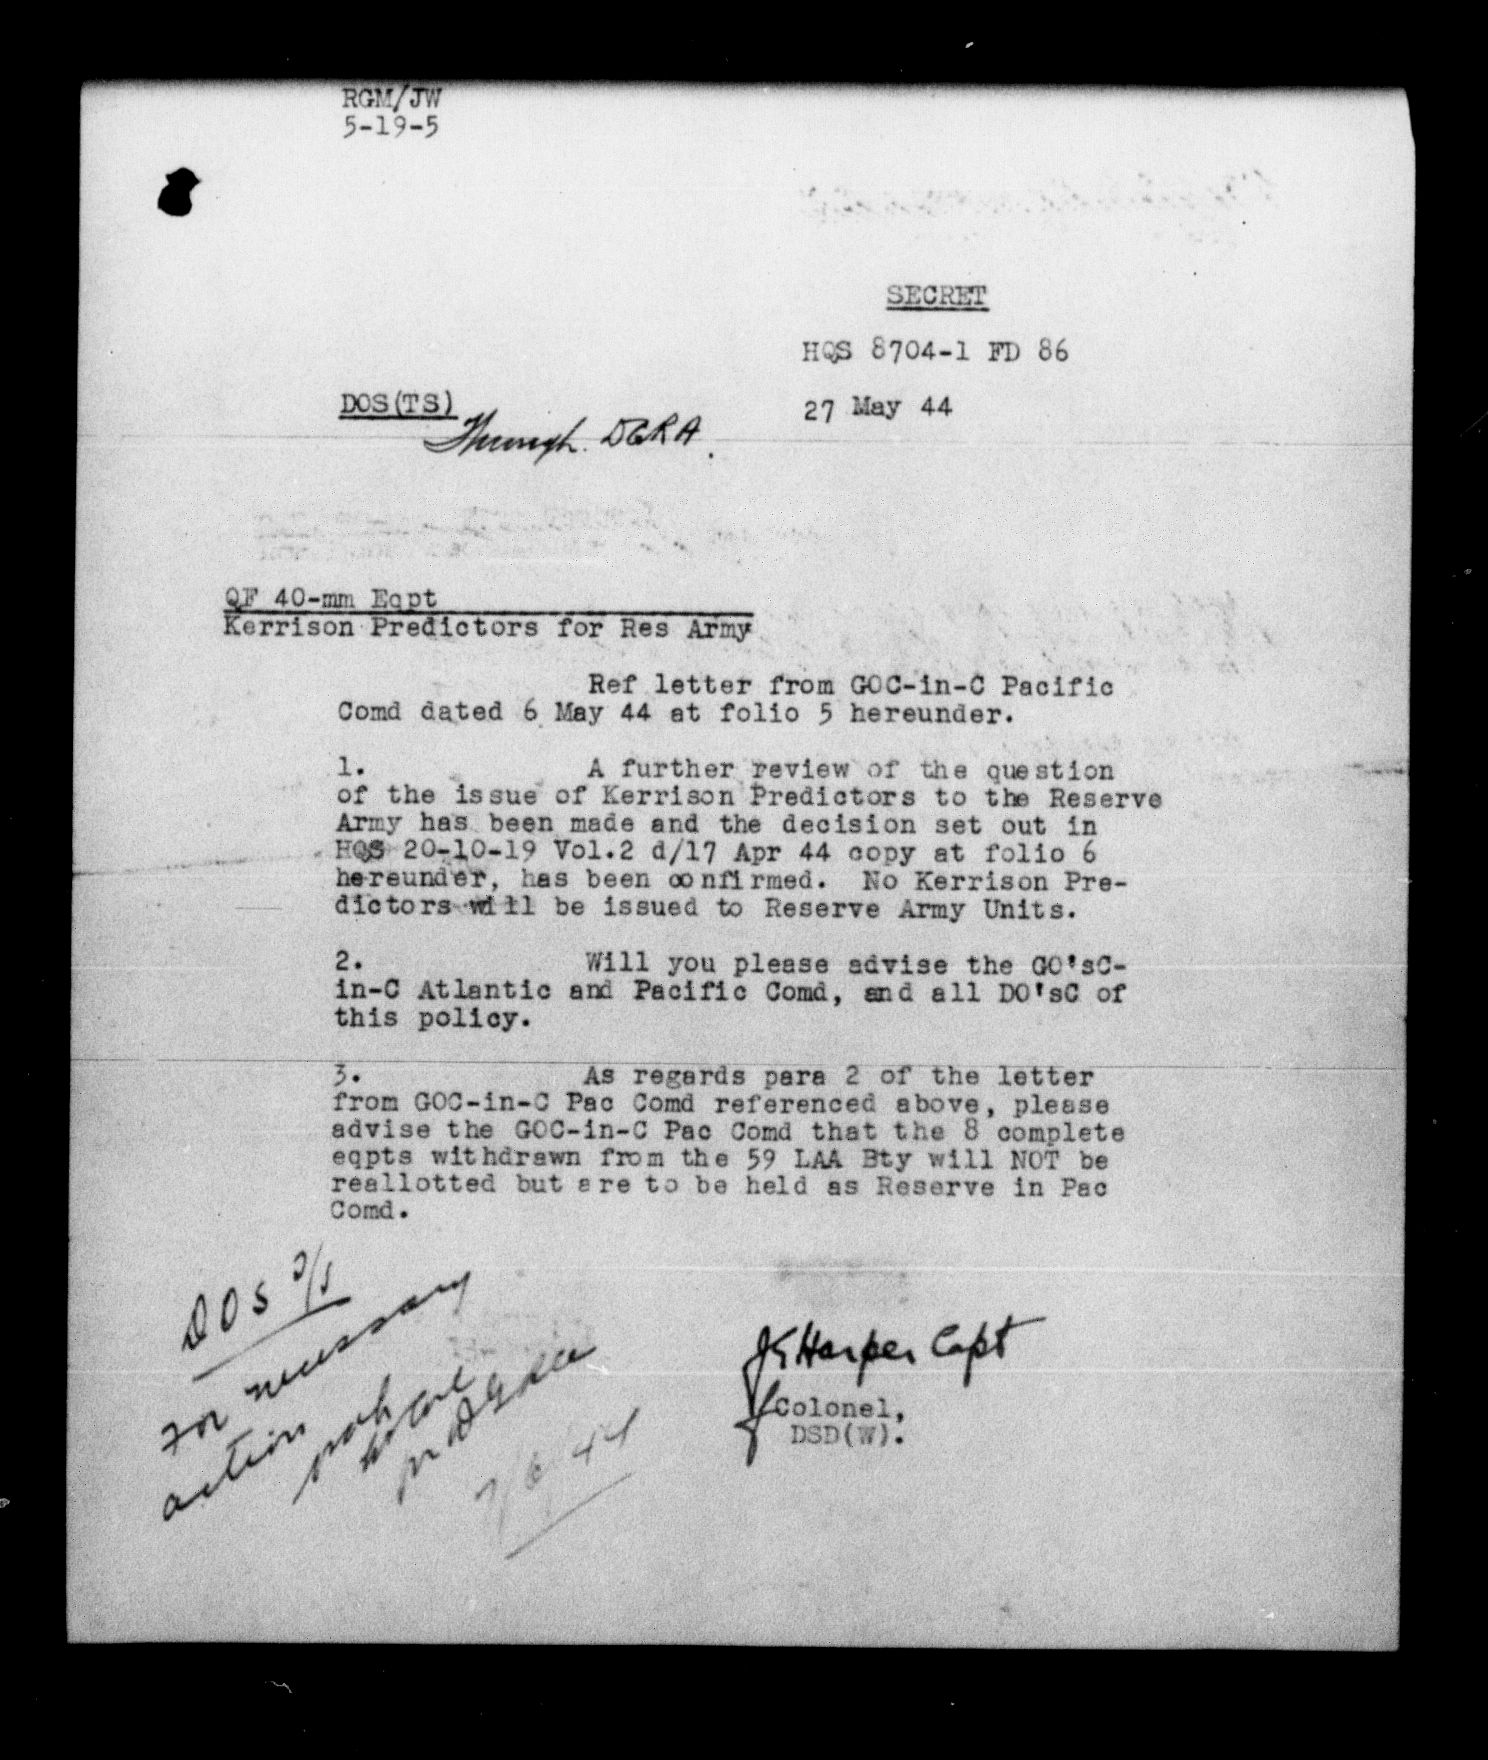 RGM/JW
5-19-5
SECRET
HQS 8704-1 FD 86
DOS(TS)
27 May 44
Through DGRA.
QF 40-mm Eqpt
Kerrison Predictors for Res Army
Ref letter from GOC-in-C Pacific
Comd dated 6 May 44 at folio 5 hereunder.
1. A further review of the question
of the issue of Kerrison Predictors to the Reserve
Army has been made and the decision set out in
HQS 20-10-19 Vol.2 d/17 Apr 44 copy at folio 6
hereunder, has been confirmed. No Kerrison Pre-
dictors will be issued to Reserve Army Units.
2. Will you please advise the GO'sC-
in-C Atlantic and Pacific Comd, and all DO'sC of
this policy.
3. As regards para 2 of the letter
from GOC-in-C Pac Comd referenced above, please
advise the GOC-in-C Pac Comd that the 8 complete
eqpts withdrawn from the 59 LAA Bty will NOT be
reallotted but are to be held as Reserve in Pac
Comd.
DOS
For necessary
action
7/6/44
Harper Capt
f Colonel,
DSD(W).